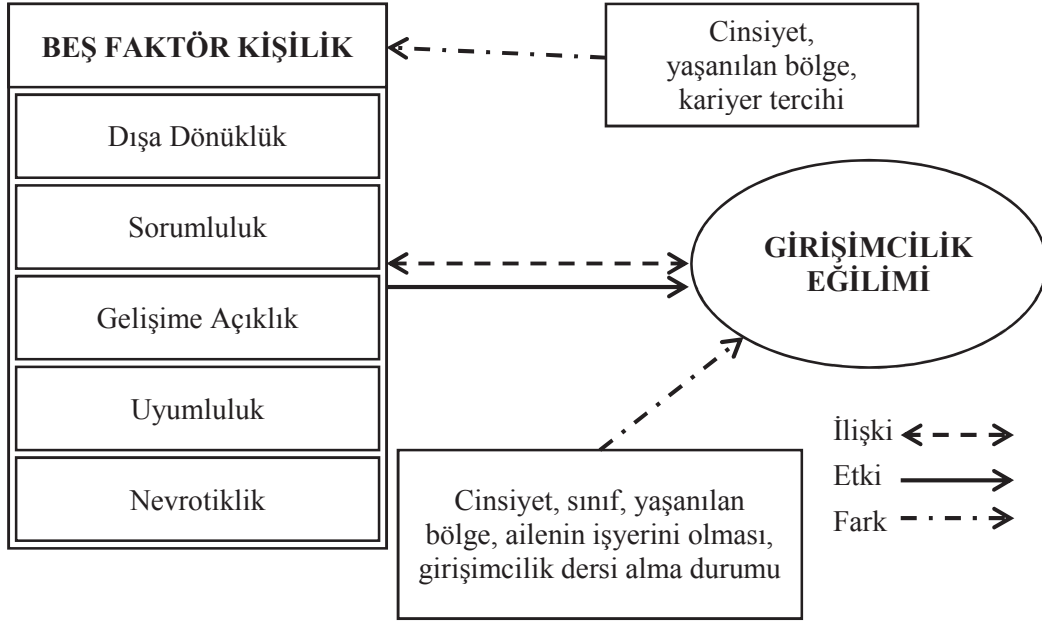 BEŞ FAKTÖR KİŞİLİK
Dışa Dönüklük
Sorumluluk
Gelişime Açıklık
Uyumluluk
Nevrotiklik
Cinsiyet,
yaşanılan bölge,
kariyer tercihi
GİRİŞİMCİLİK
EĞİLİMİ
Cinsiyet, sınıf, yaşanılan
bölge, ailenin işyerini olması,
girişimcilik dersi alma durumu
İlişki
Etki
Fark